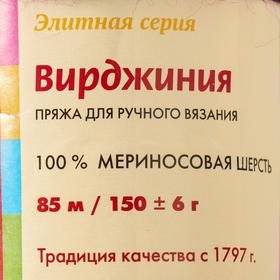 Элитная серия
Вирджиния
ПРЯЖА ДЛЯ РУЧНОГО ВЯЗАНИЯ
100 % МЕРИНОСОВАЯ ШЕРСТЬ
85 м / 150 ± 6 г
Традиция качества с 1797 г.